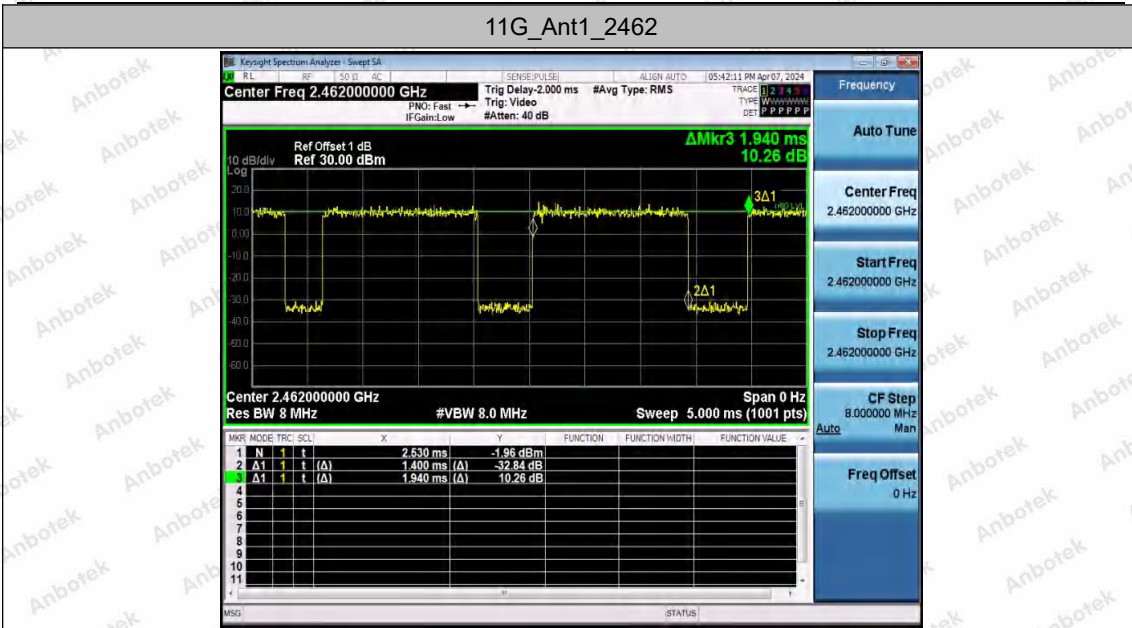 11G_Ant1_2462
Keysight Spectrum Analyzer - Swept SA
RL RF 50 Ω AC SENSE:PULSE ALIGN AUTO 05:42:11 PM Apr 07, 2024
Center Freq 2.462000000 GHz
PNO: Fast
IFGain:Low
Trig Delay-2.000 ms
Trig: Video
#Atten: 40 dB
#Avg Type: RMS
TRACE 1 2 3 4 5 6
TYPE WWWWWW
DET P P P P P P
Frequency
Ref Offset 1 dB
10 dB/div Ref 30.00 dBm
Log
ΔMkr3 1.940 ms
10.26 dB
20.0
10.0
0.00
-10.0
-20.0
-30.0
-40.0
-50.0
-60.0
3Δ1
TRIG LVL
2Δ1
Center 2.462000000 GHz Span 0 Hz
Res BW 8 MHz #VBW 8.0 MHz Sweep 5.000 ms (1001 pts)
MKR MODE TRC SCL X Y FUNCTION FUNCTION WIDTH FUNCTION VALUE
1 N 1 t 2.530 ms -1.96 dBm
2 Δ1 1 t (Δ) 1.400 ms (Δ) -32.84 dB
3 Δ1 1 t (Δ) 1.940 ms (Δ) 10.26 dB
4
5
6
7
8
9
10
11
MSG STATUS
Auto Tune
Center Freq
2.462000000 GHz
Start Freq
2.462000000 GHz
Stop Freq
2.462000000 GHz
CF Step
8.000000 MHz
Auto Man
Freq Offset
0 Hz
Anbotek